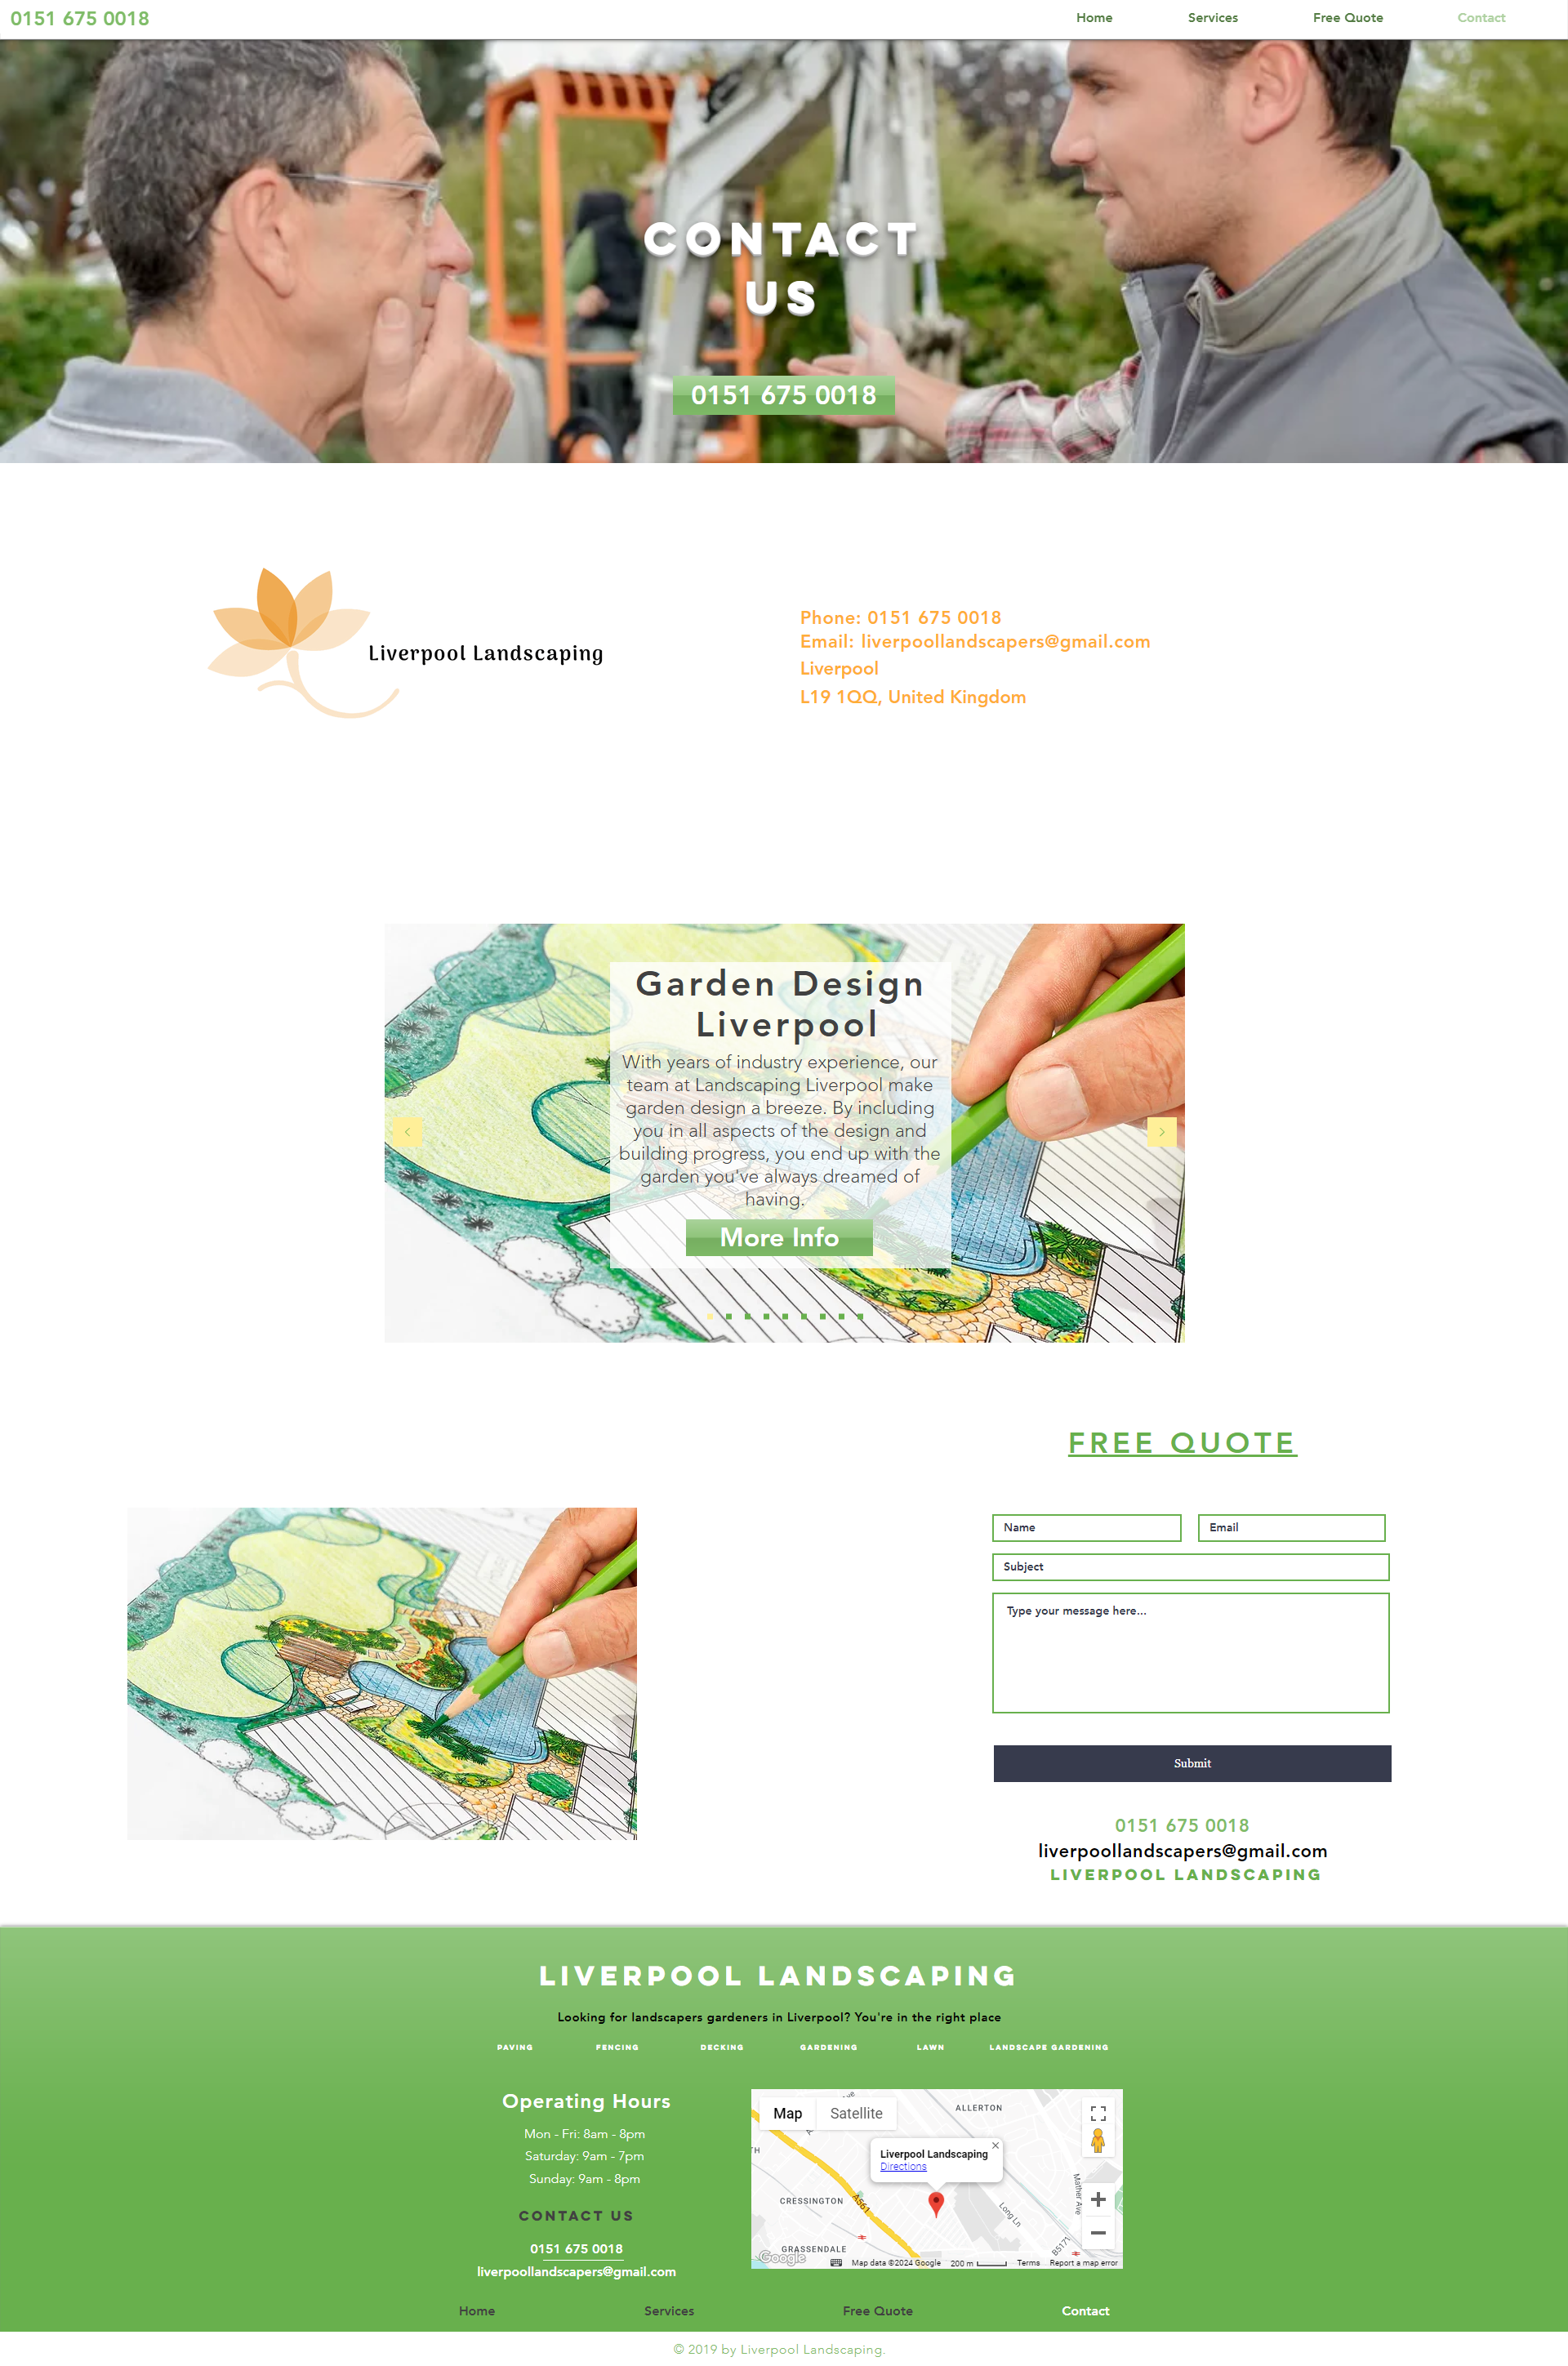 0151 675 0018
Home Services Free Quote Contact
CONTACT
US
0151 675 0018
Liverpool Landscaping
Phone: 0151 675 0018
Email: liverpoollandscapers@gmail.com
Liverpool
L19 1QQ, United Kingdom
Garden Design
Liverpool
With years of industry experience, our
team at Landscaping Liverpool make
garden design a breeze. By including
you in all aspects of the design and
building progress, you end up with the
garden you've always dreamed of
having.
More Info
FREE QUOTE
Name Email
Subject
Type your message here...
Submit
0151 675 0018
liverpoollandscapers@gmail.com
LIVERPOOL LANDSCAPING
LIVERPOOL LANDSCAPING
Looking for landscapers gardeners in Liverpool? You're in the right place
PAVING FENCING DECKING GARDENING LAWN LANDSCAPE GARDENING
Operating Hours
Mon - Fri: 8am - 8pm
Saturday: 9am - 7pm
Sunday: 9am - 8pm
CONTACT US
0151 675 0018
liverpoollandscapers@gmail.com
Map Satellite
ALLERTON
Liverpool Landscaping
Directions
Mather Ave
CRESSINGTON
A561
Long Ln
B5171
GRASSENDALE
Google
Map data ©2024 Google 200 m Terms Report a map error
Home Services Free Quote Contact
© 2019 by Liverpool Landscaping.